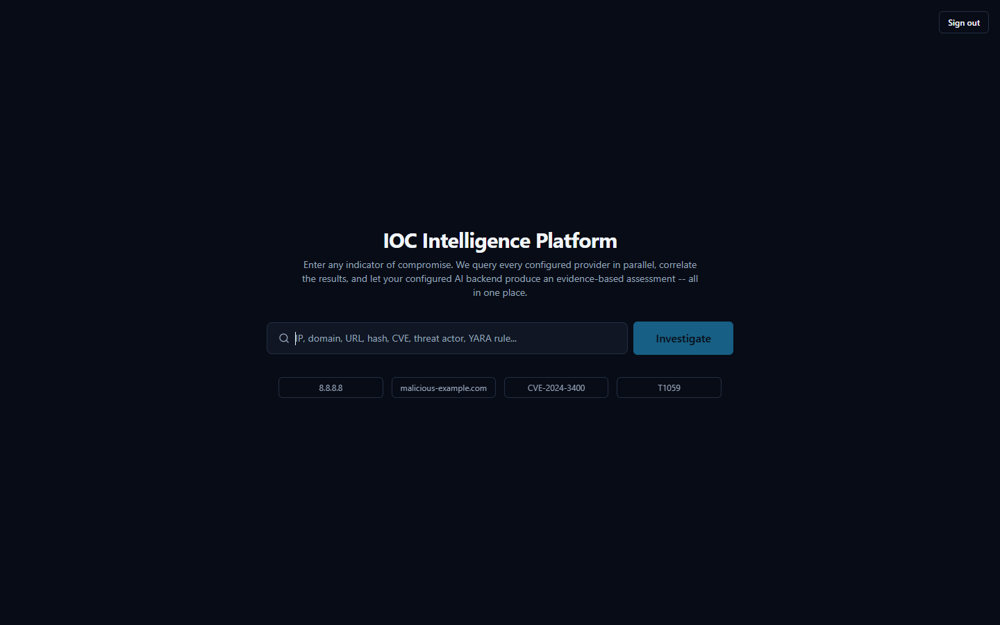 Sign out
IOC Intelligence Platform
Enter any indicator of compromise. We query every configured provider in parallel, correlate
the results, and let your configured AI backend produce an evidence-based assessment -- all
in one place.
IP, domain, URL, hash, CVE, threat actor, YARA rule...
Investigate
8.8.8.8
malicious-example.com
CVE-2024-3400
T1059